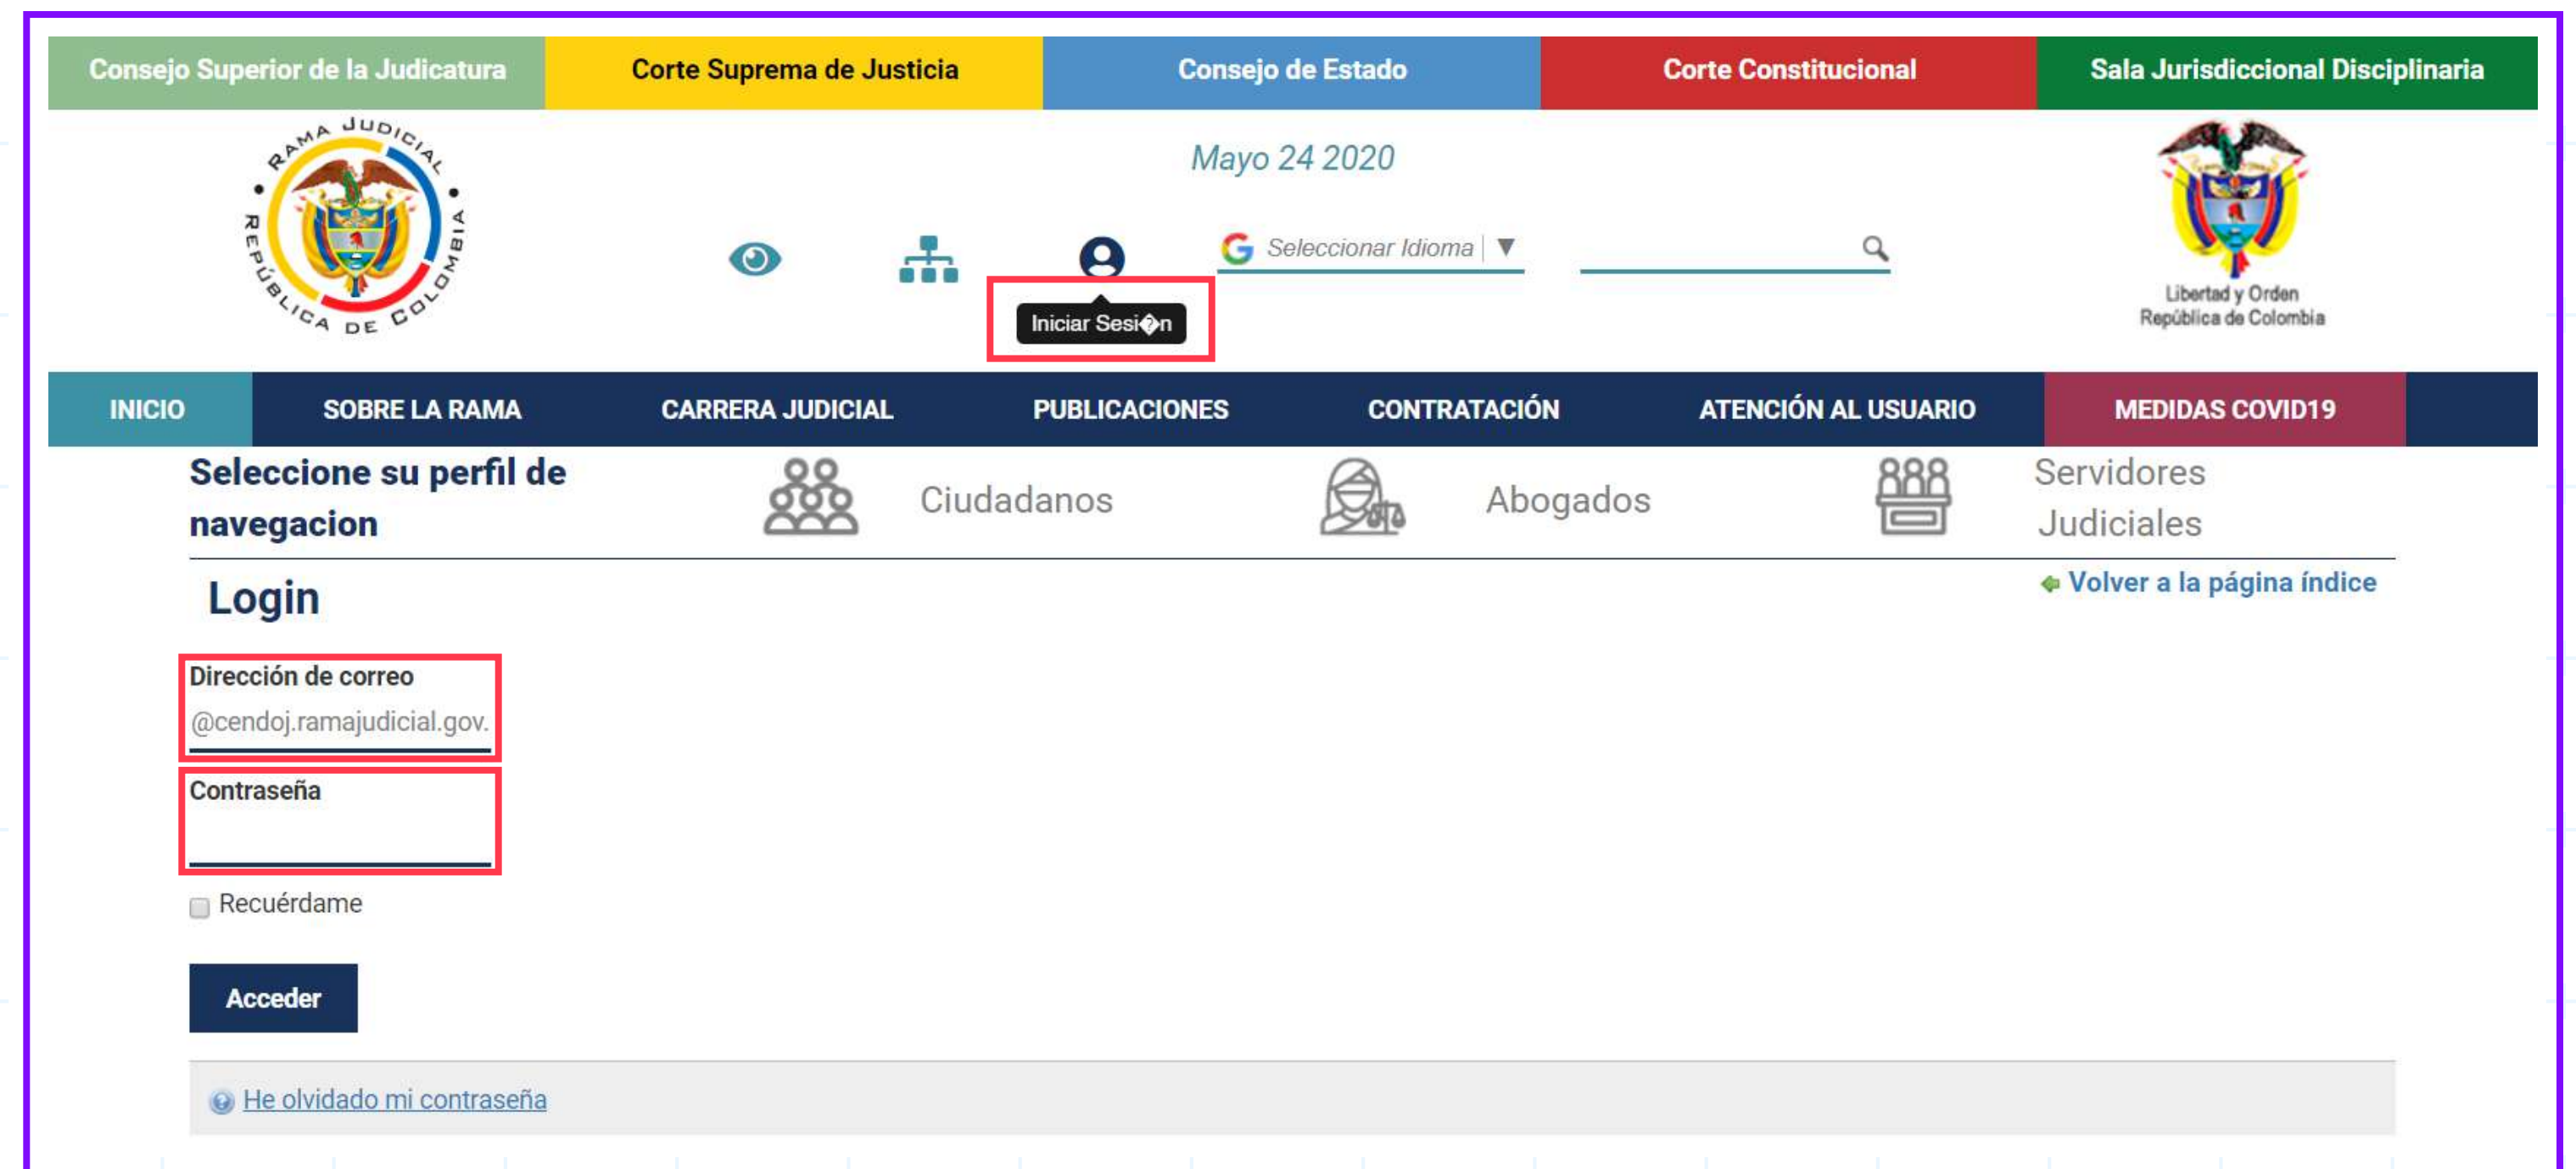 Consejo Superior de la Judicatura Corte Suprema de Justicia Consejo de Estado Corte Constitucional Sala Jurisdiccional Disciplinaria
RAMA JUDICIAL
REPÚBLICA DE COLOMBIA
Mayo 24 2020
Seleccionar Idioma ▼
Libertad y Orden
República de Colombia
Iniciar Sesi�n
INICIO SOBRE LA RAMA CARRERA JUDICIAL PUBLICACIONES CONTRATACIÓN ATENCIÓN AL USUARIO MEDIDAS COVID19
Seleccione su perfil de
navegacion
Ciudadanos
Abogados
Servidores
Judiciales
Login
Volver a la página índice
Dirección de correo
@cendoj.ramajudicial.gov.
Contraseña
Recuérdame
Acceder
He olvidado mi contraseña